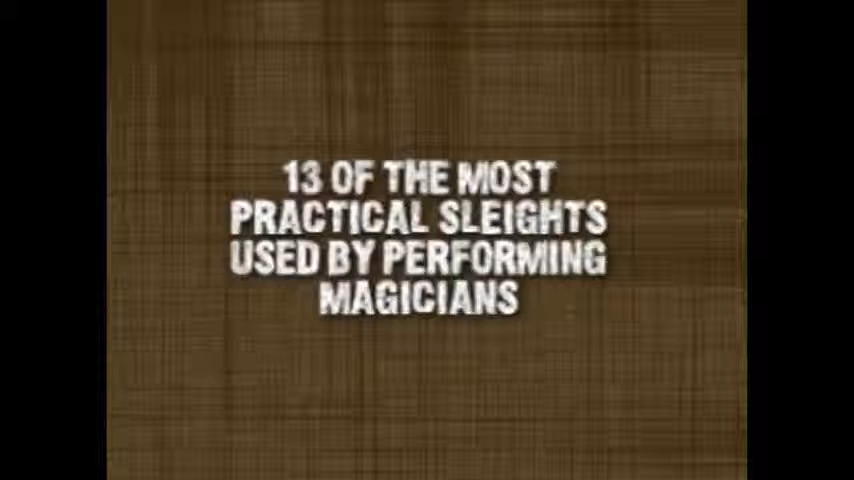 13 OF THE MOST
PRACTICAL SLEIGHTS
USED BY PERFORMING
MAGICIANS